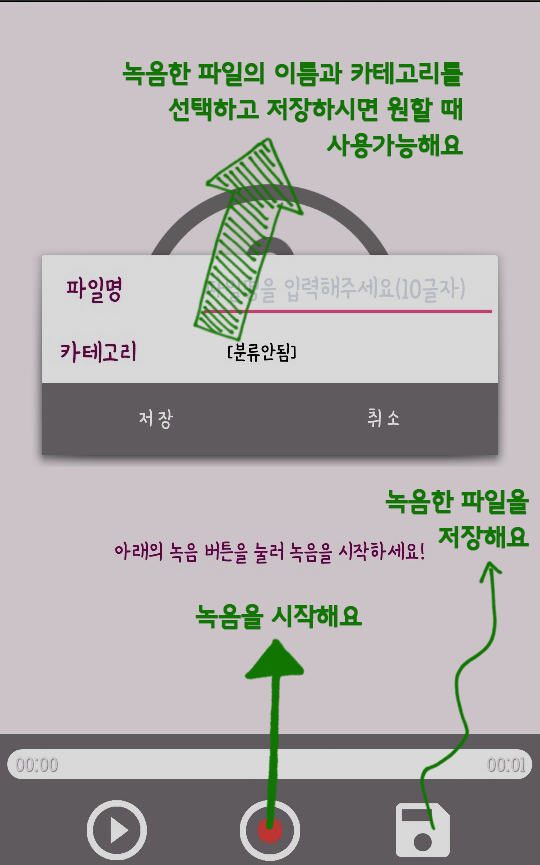 녹음한 파일의 이름과 카테고리를
선택하고 저장하시면 원할 때
사용가능해요
파일명
파일명을 입력해주세요(10글자)
카테고리
[분류안됨]
저장
취소
녹음한 파일을
저장해요
아래의 녹음 버튼을 눌러 녹음을 시작하세요!
녹음을 시작해요
00:00
00:01